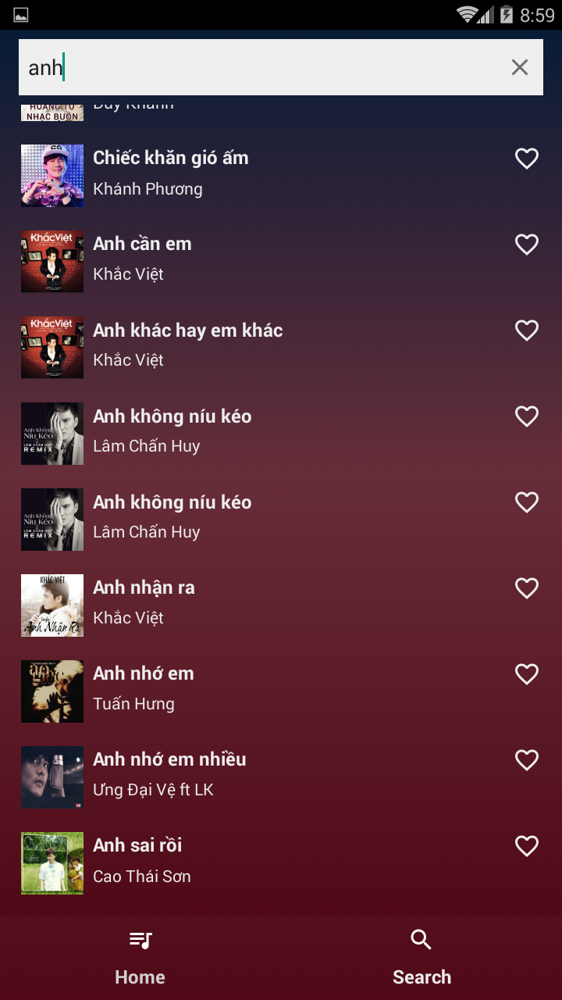 8:59
anh
HOÀNG TỬ
NHẠC BUỒN
Duy Khánh
69
Chiếc khăn gió ấm
Khánh Phương
KhắcViệt
Anh cần em
Khắc Việt
KhắcViệt
Anh khác hay em khác
Khắc Việt
ANH KHÔNG
NÍU KÉO
2
LÂM CHẤN HUY
REMIX
Anh không níu kéo
Lâm Chấn Huy
ANH KHÔNG
NÍU KÉO
2
LÂM CHẤN HUY
REMIX
Anh không níu kéo
Lâm Chấn Huy
KHẮC VIỆT
Single
Anh Nhận Ra
Anh nhận ra
Khắc Việt
Anh nhớ em
Tuấn Hưng
Anh nhớ em nhiều
Ưng Đại Vệ ft LK
Anh sai rồi
Cao Thái Sơn
Home
Search